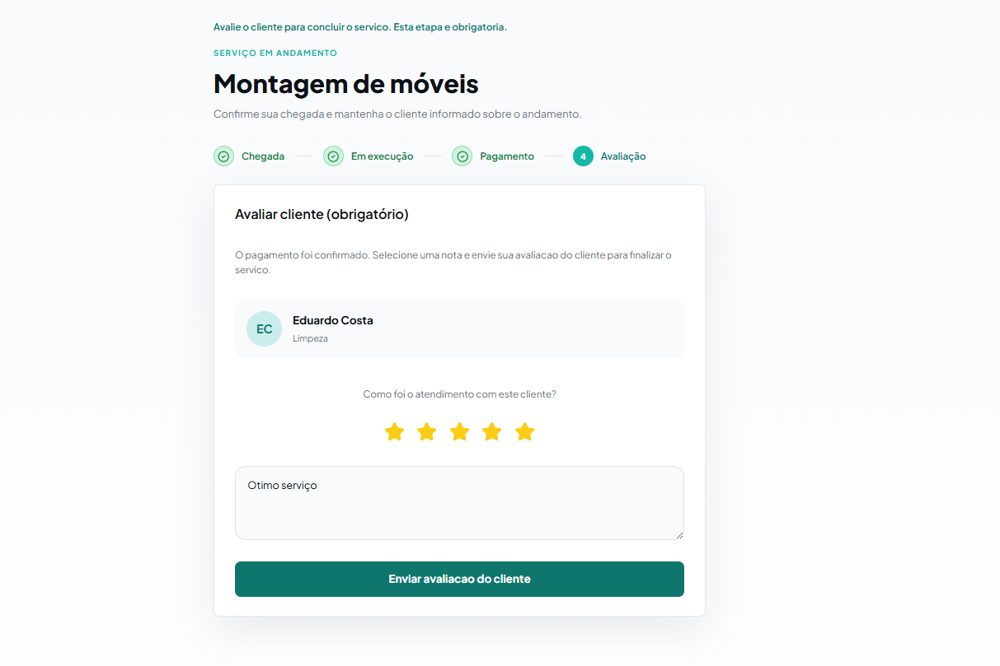 Avalie o cliente para concluir o servico. Esta etapa e obrigatoria.
SERVIÇO EM ANDAMENTO
Montagem de móveis
Confirme sua chegada e mantenha o cliente informado sobre o andamento.
Chegada Em execução Pagamento 4 Avaliação
Avaliar cliente (obrigatório)
O pagamento foi confirmado. Selecione uma nota e envie sua avaliacao do cliente para finalizar o
servico.
EC
Eduardo Costa
Limpeza
Como foi o atendimento com este cliente?
Otimo serviço
Enviar avaliacao do cliente